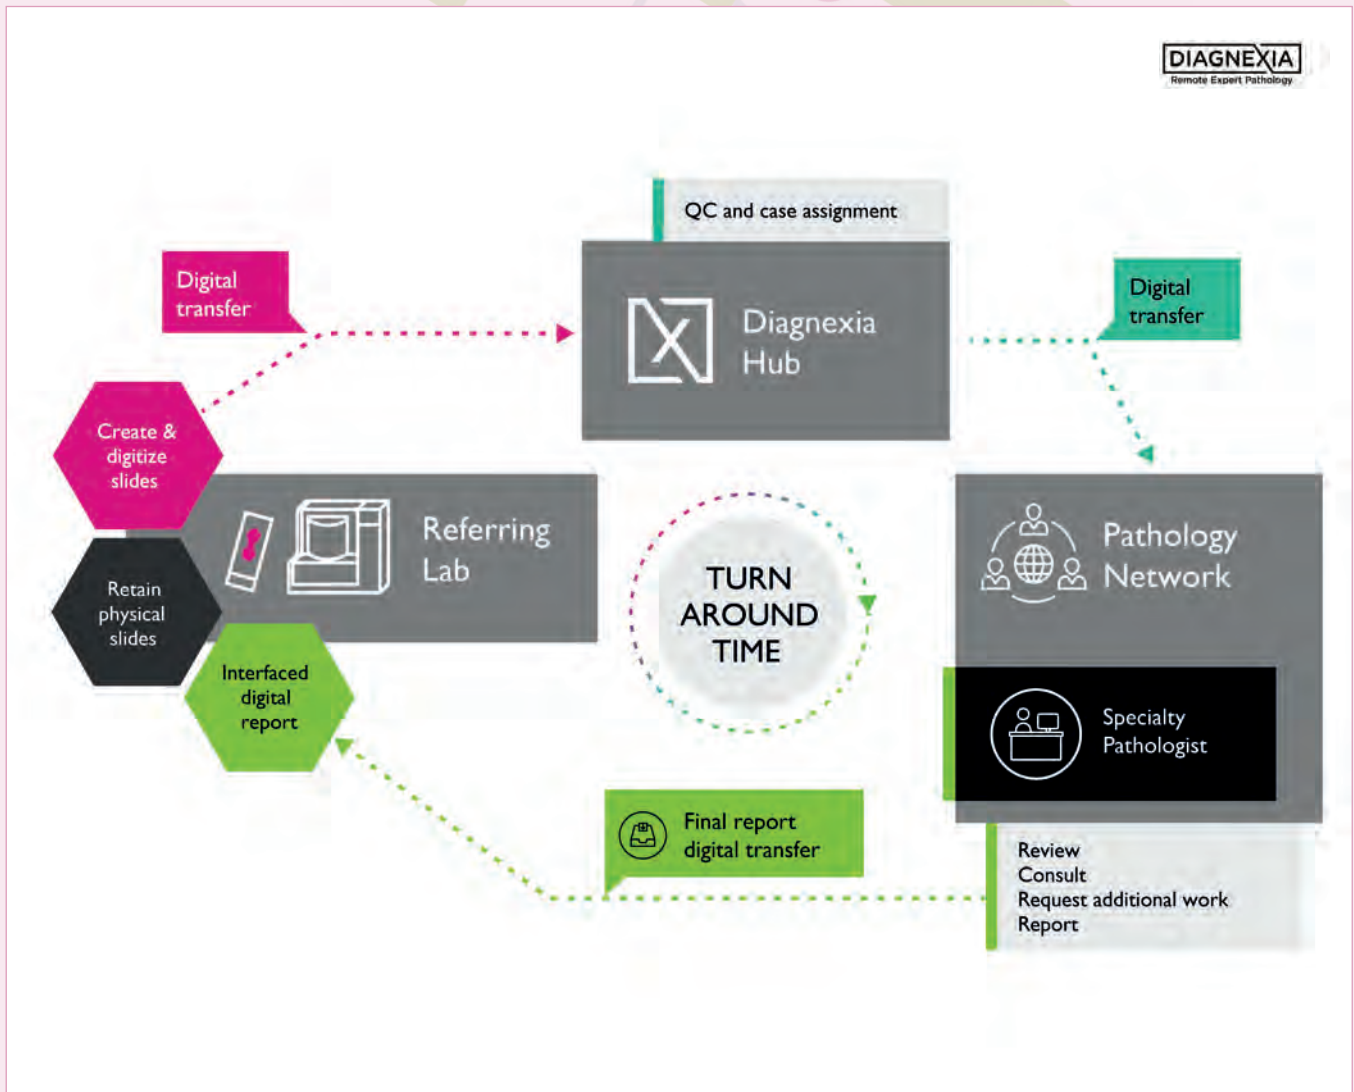 DIAGNEXIA
Remote Expert Pathology
QC and case assignment
Digital
transfer
Diagnexia
Hub
Digital
transfer
Create &
digitize
slides
Referring
Lab
Retain
physical
slides
Interfaced
digital
report
TURN
AROUND
TIME
Pathology
Network
Specialty
Pathologist
Final report
digital transfer
Review
Consult
Request additional work
Report